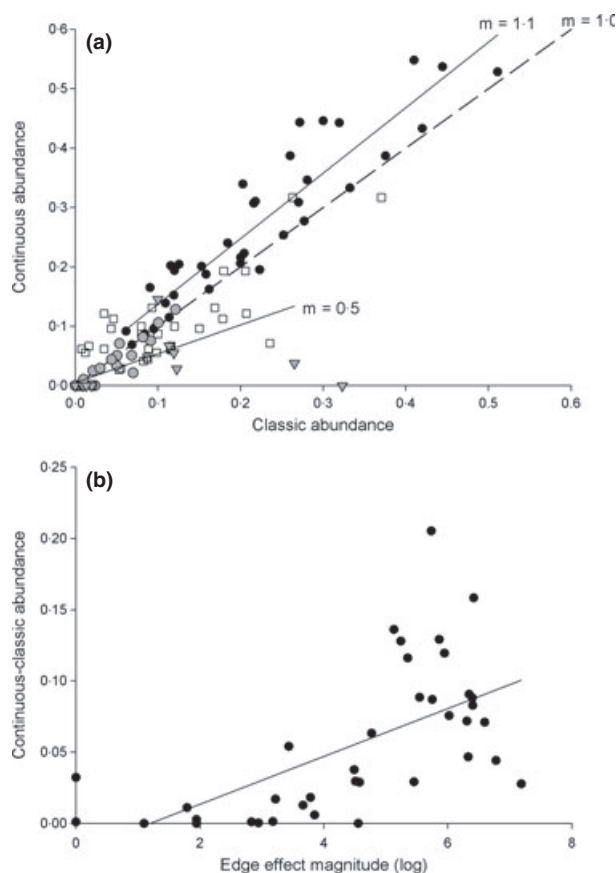 (a)
m = 1·1
m = 1·0
0·6
0·5
0·4
0·3
0·2
0·1
0·0
m = 0·5
Continuous abundance
0·0 0·1 0·2 0·3 0·4 0·5 0·6
Classic abundance
(b)
0·25
0·20
0·15
0·10
0·05
0·00
Continuous-classic abundance
0 2 4 6 8
Edge effect magnitude (log)